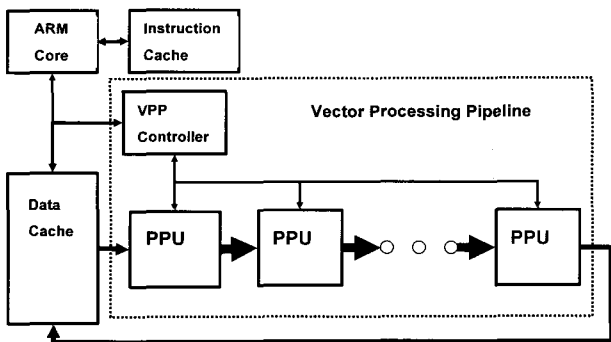 ARM
Core
Instruction
Cache
VPP
Controller
Vector Processing Pipeline
Data
Cache
PPU
PPU
PPU